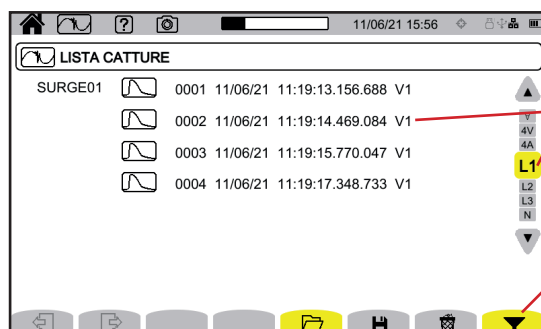 ?
11/06/21 15:56
LISTA CATTURE
SURGE01
0001 11/06/21 11:19:13.156.688 V1
0002 11/06/21 11:19:14.469.084 V1
0003 11/06/21 11:19:15.770.047 V1
0004 11/06/21 11:19:17.348.733 V1
4V
4A
L1
L2
L3
N